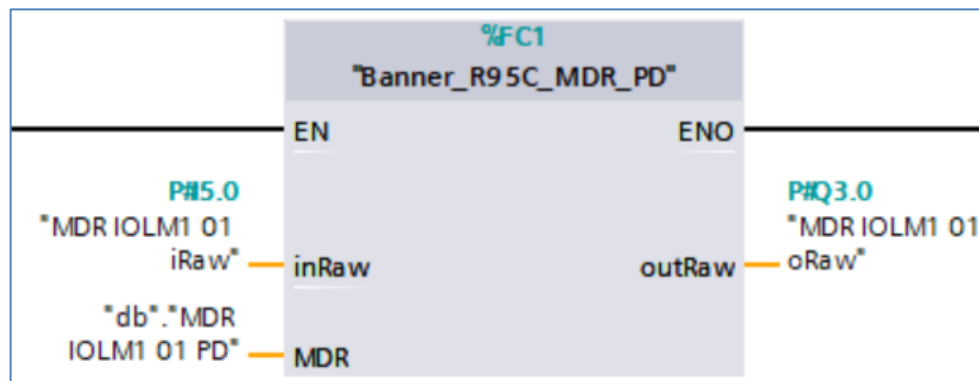 %FC1
"Banner_R95C_MDR_PD"
EN ENO
P#I5.0 P#Q3.0
"MDR IOLM1 01 "MDR IOLM1 01
iRaw" inRaw outRaw oRaw"
"db"."MDR
IOLM1 01 PD" MDR